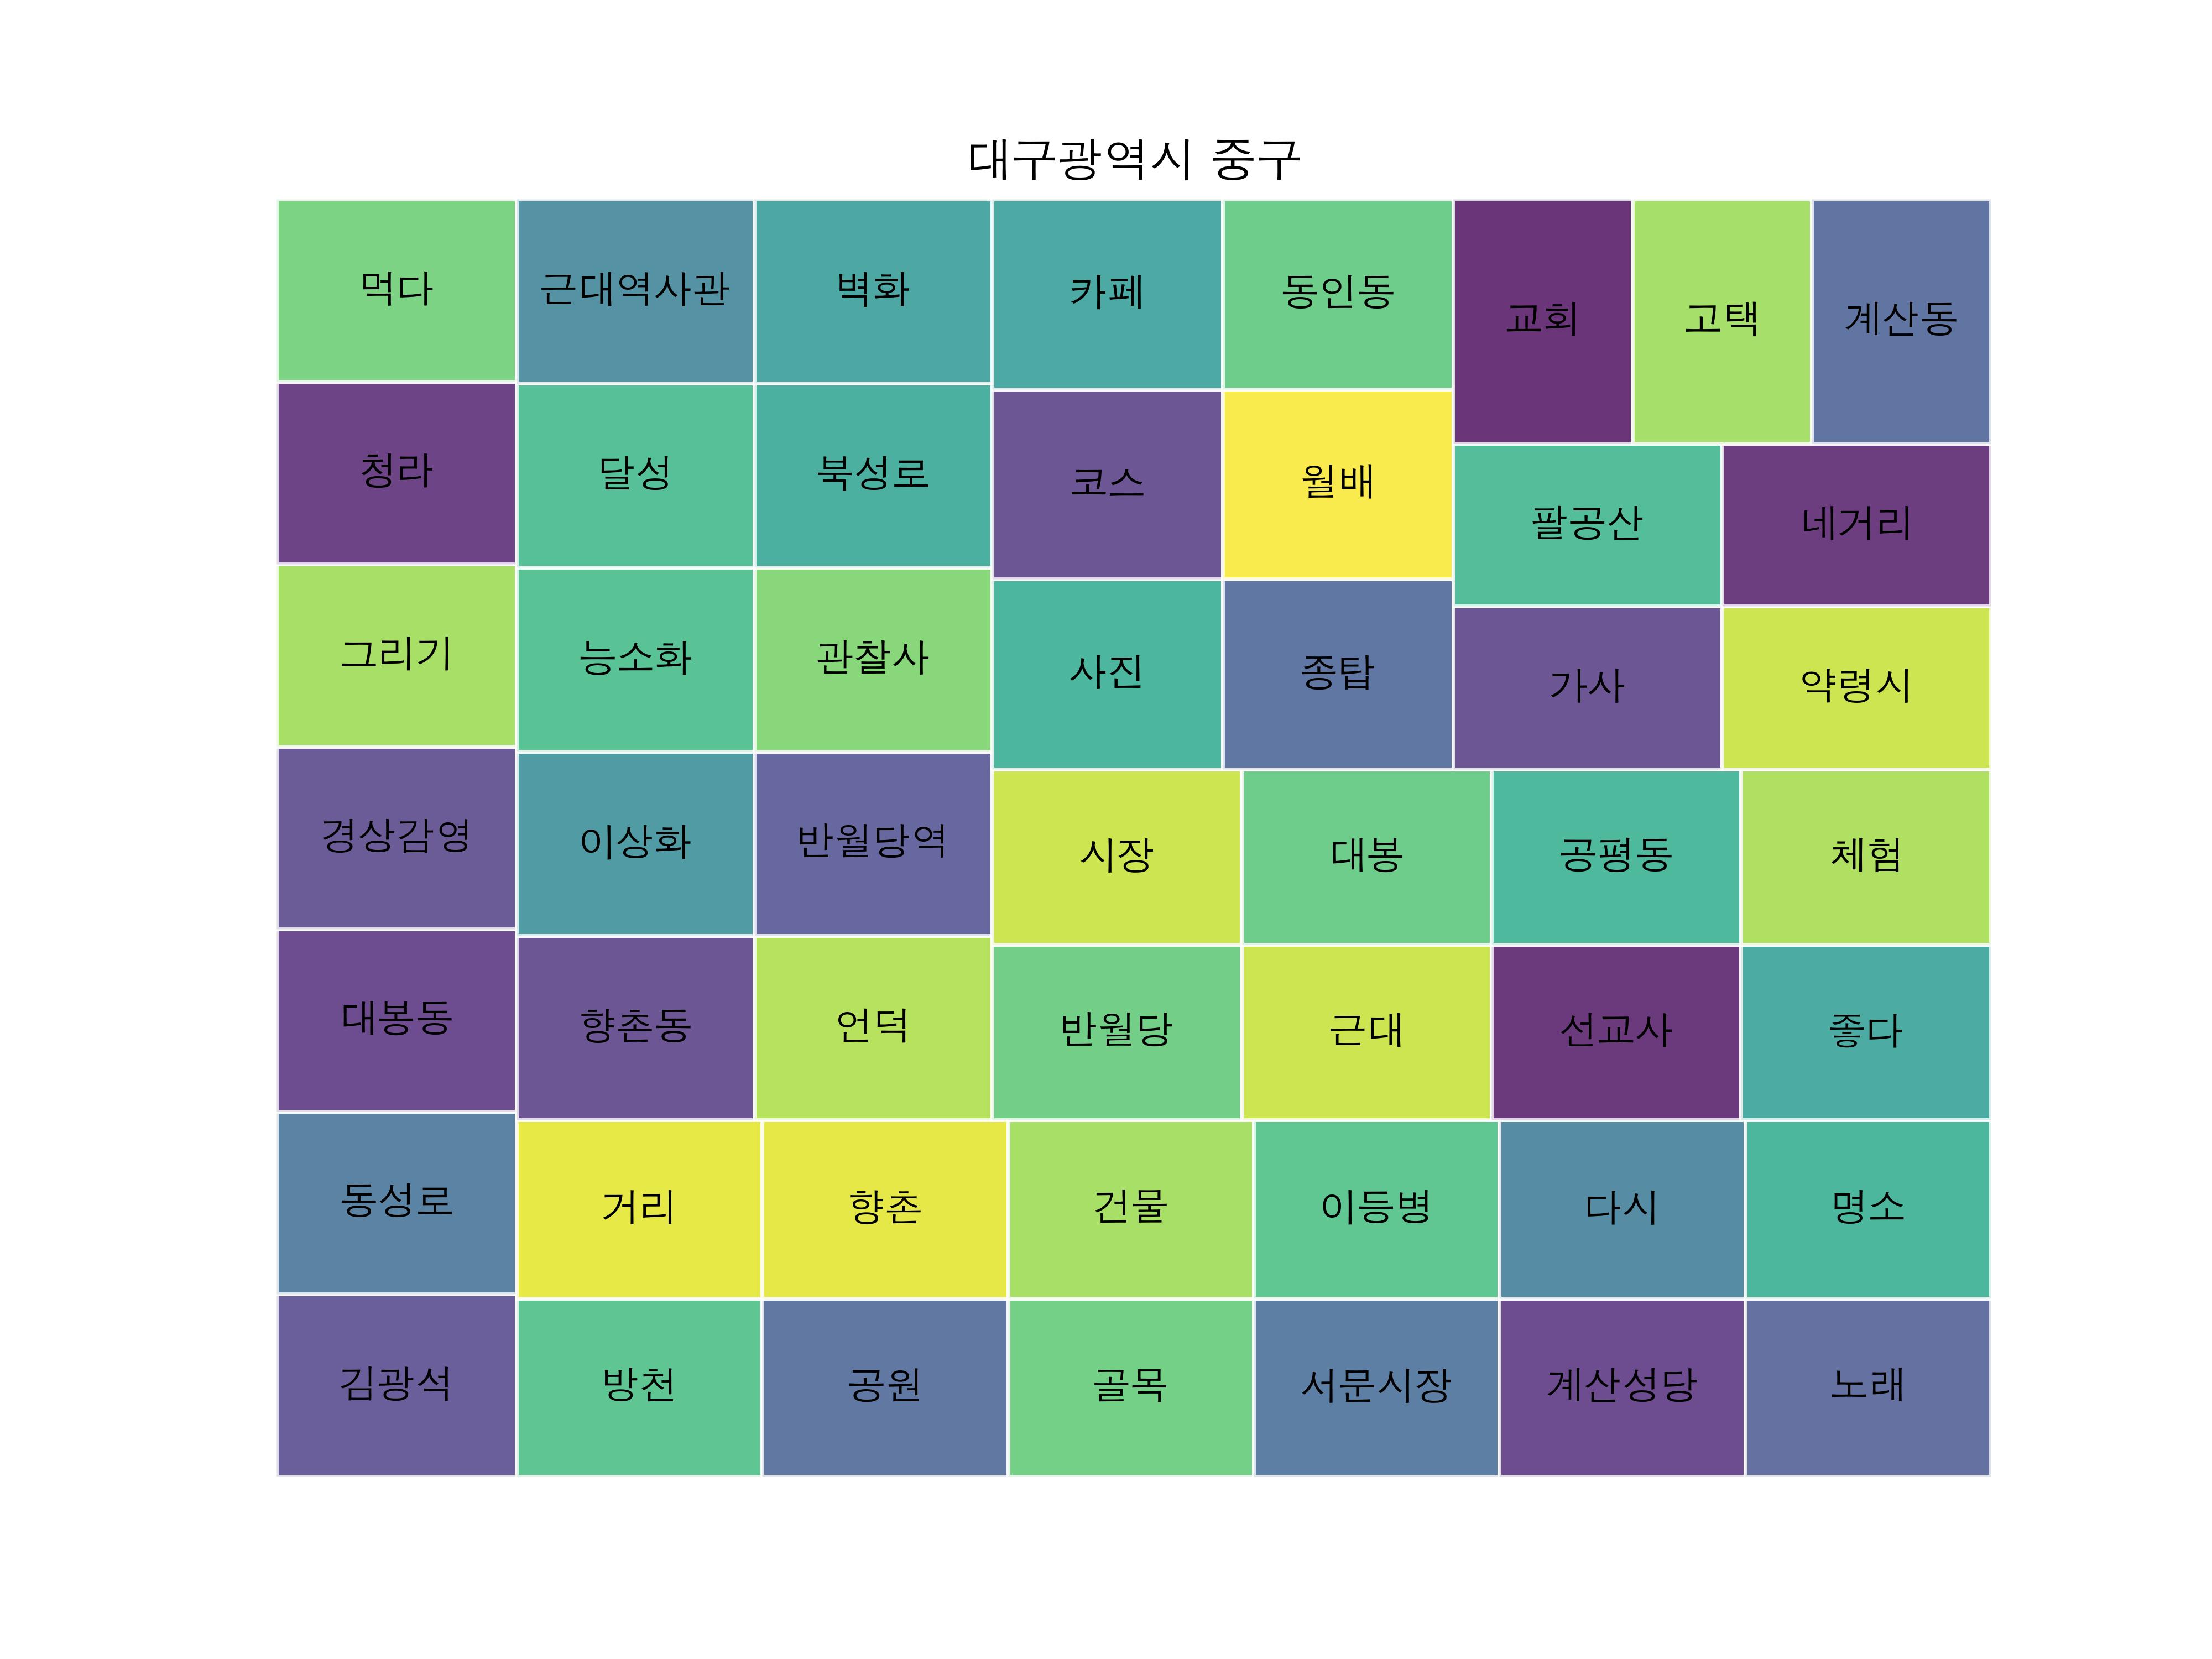 대구광역시 중구
먹다
근대역사관
벽화
카페
동인동
교회
고택
계산동
청라
달성
북성로
코스
월배
팔공산
네거리
그리기
능소화
관찰사
사진
종탑
가사
약령시
경상감영
이상화
반월당역
시장
대봉
공평동
체험
대봉동
향촌동
언덕
반월당
근대
선교사
좋다
동성로
거리
향촌
건물
이등병
다시
명소
김광석
방천
공원
골목
서문시장
계산성당
노래